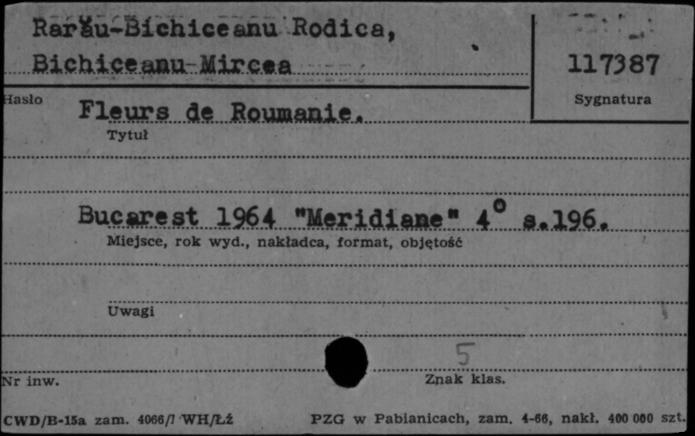 Rarău-Bichiceanu Rodica,
Bichiceanu Mircea
117387
Hasło
Sygnatura
Fleurs de Roumanie.
Tytuł
Bucarest 1964 "Meridiane" 4° s.196.
Miejsce, rok wyd., nakładca, format, objętość
Uwagi
5
Nr inw.
Znak klas.
CWD/B-15a zam. 4066/7 WH/Łż PZG w Pabianicach, zam. 4-66, nakł. 400 000 szt.